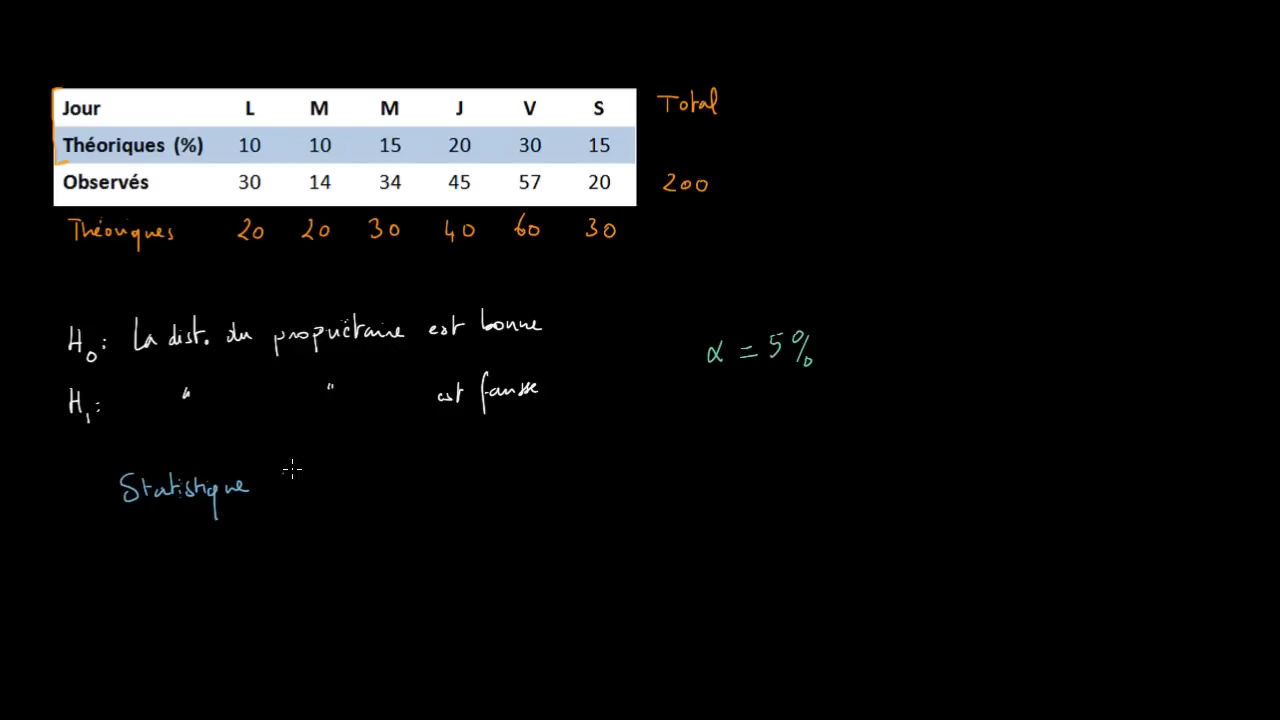 Jour L M M J V S Total
Théoriques (%) 10 10 15 20 30 15
Observés 30 14 34 45 57 20 200
Théoriques 20 20 30 40 60 30
H0: La dist. du propriétaire est bonne
α = 5%
H1: " " est fausse
Statistique